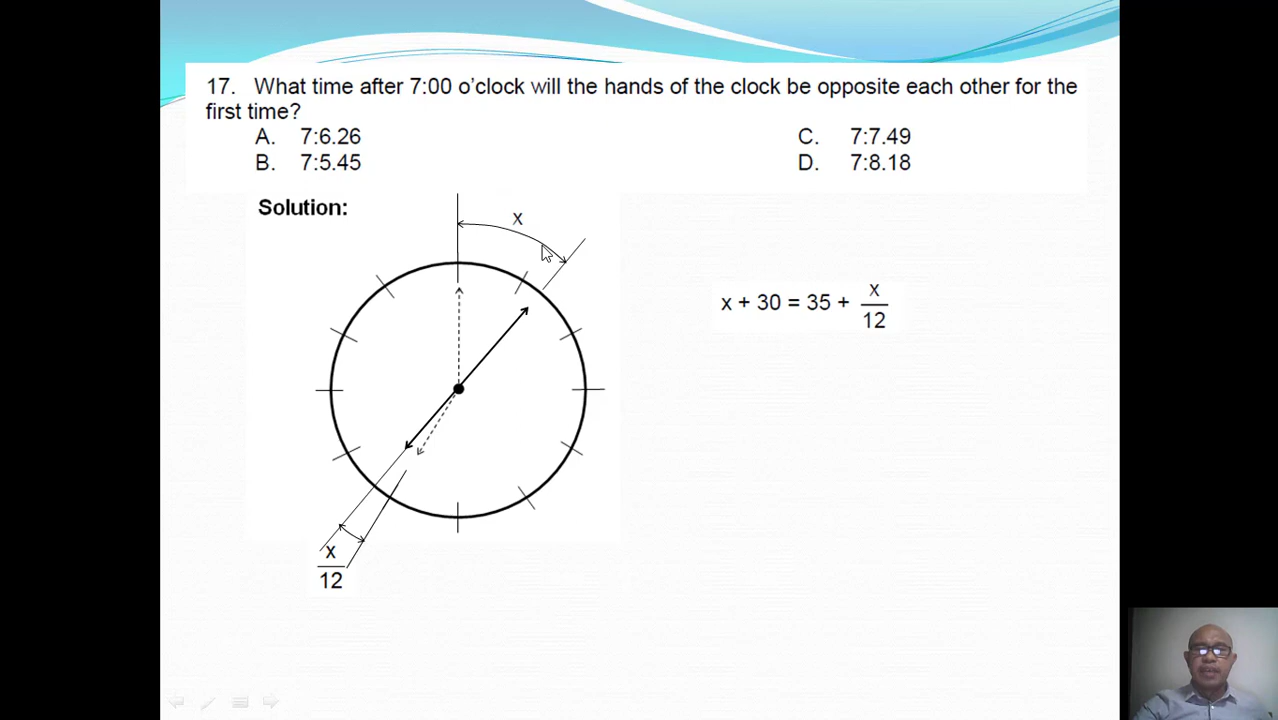 17. What time after 7:00 o’clock will the hands of the clock be opposite each other for the
first time?
A. 7:6.26
C. 7:7.49
B. 7:5.45
D. 7:8.18
Solution:
x
x + 30 = 35 + x
12
x
12